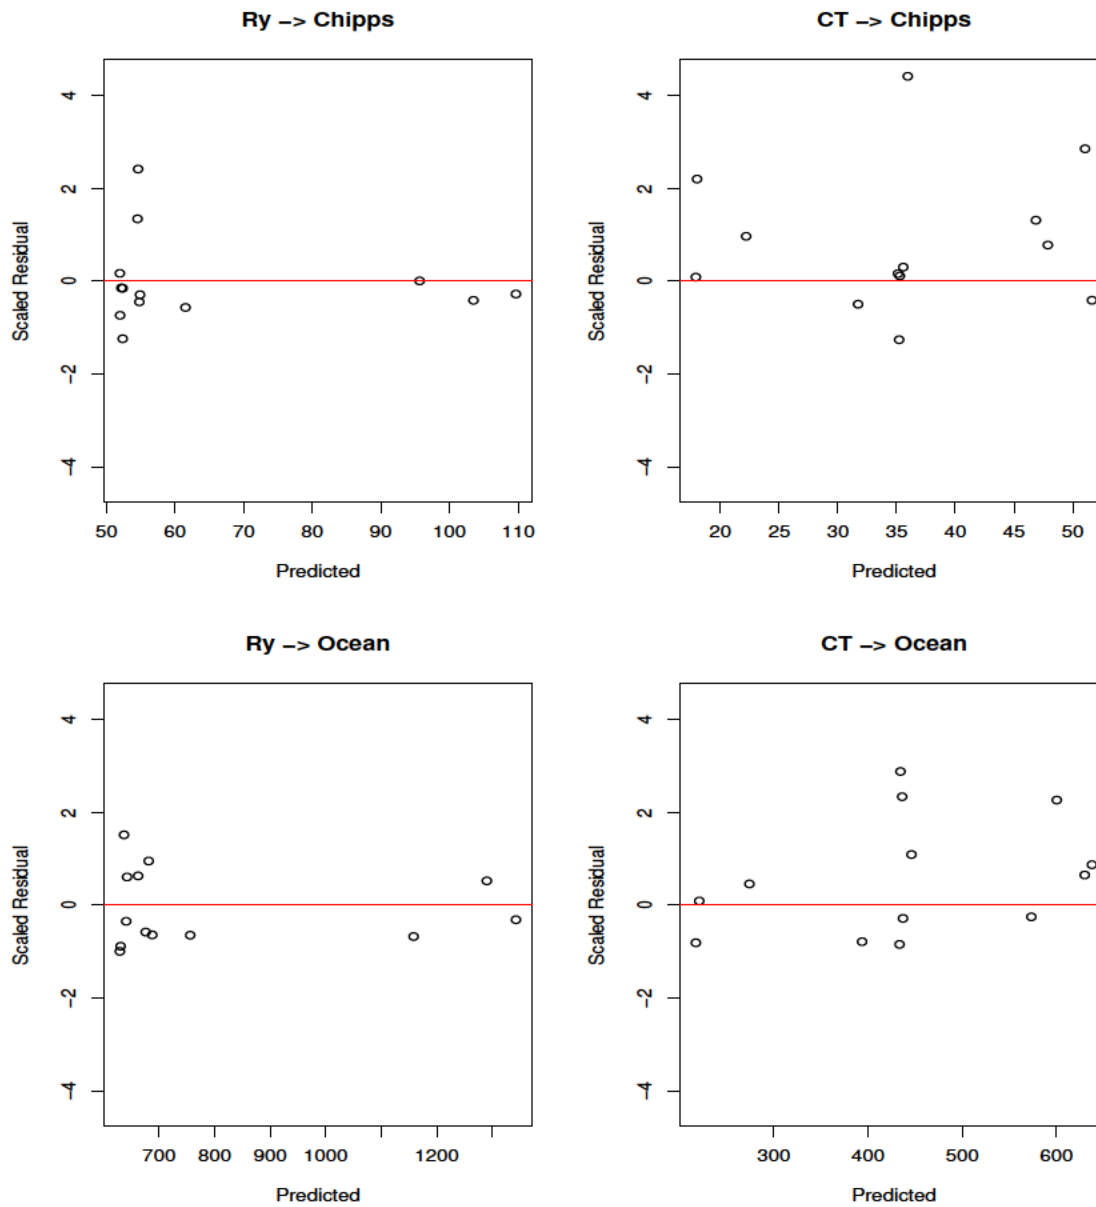 Ry –> Chipps
4
2
0
–2
–4
Scaled Residual
50 60 70 80 90 100 110
Predicted
CT –> Chipps
4
2
0
–2
–4
Scaled Residual
20 25 30 35 40 45 50
Predicted
Ry –> Ocean
4
2
0
–2
–4
Scaled Residual
700 800 900 1000 1200
Predicted
CT –> Ocean
4
2
0
–2
–4
Scaled Residual
300 400 500 600
Predicted